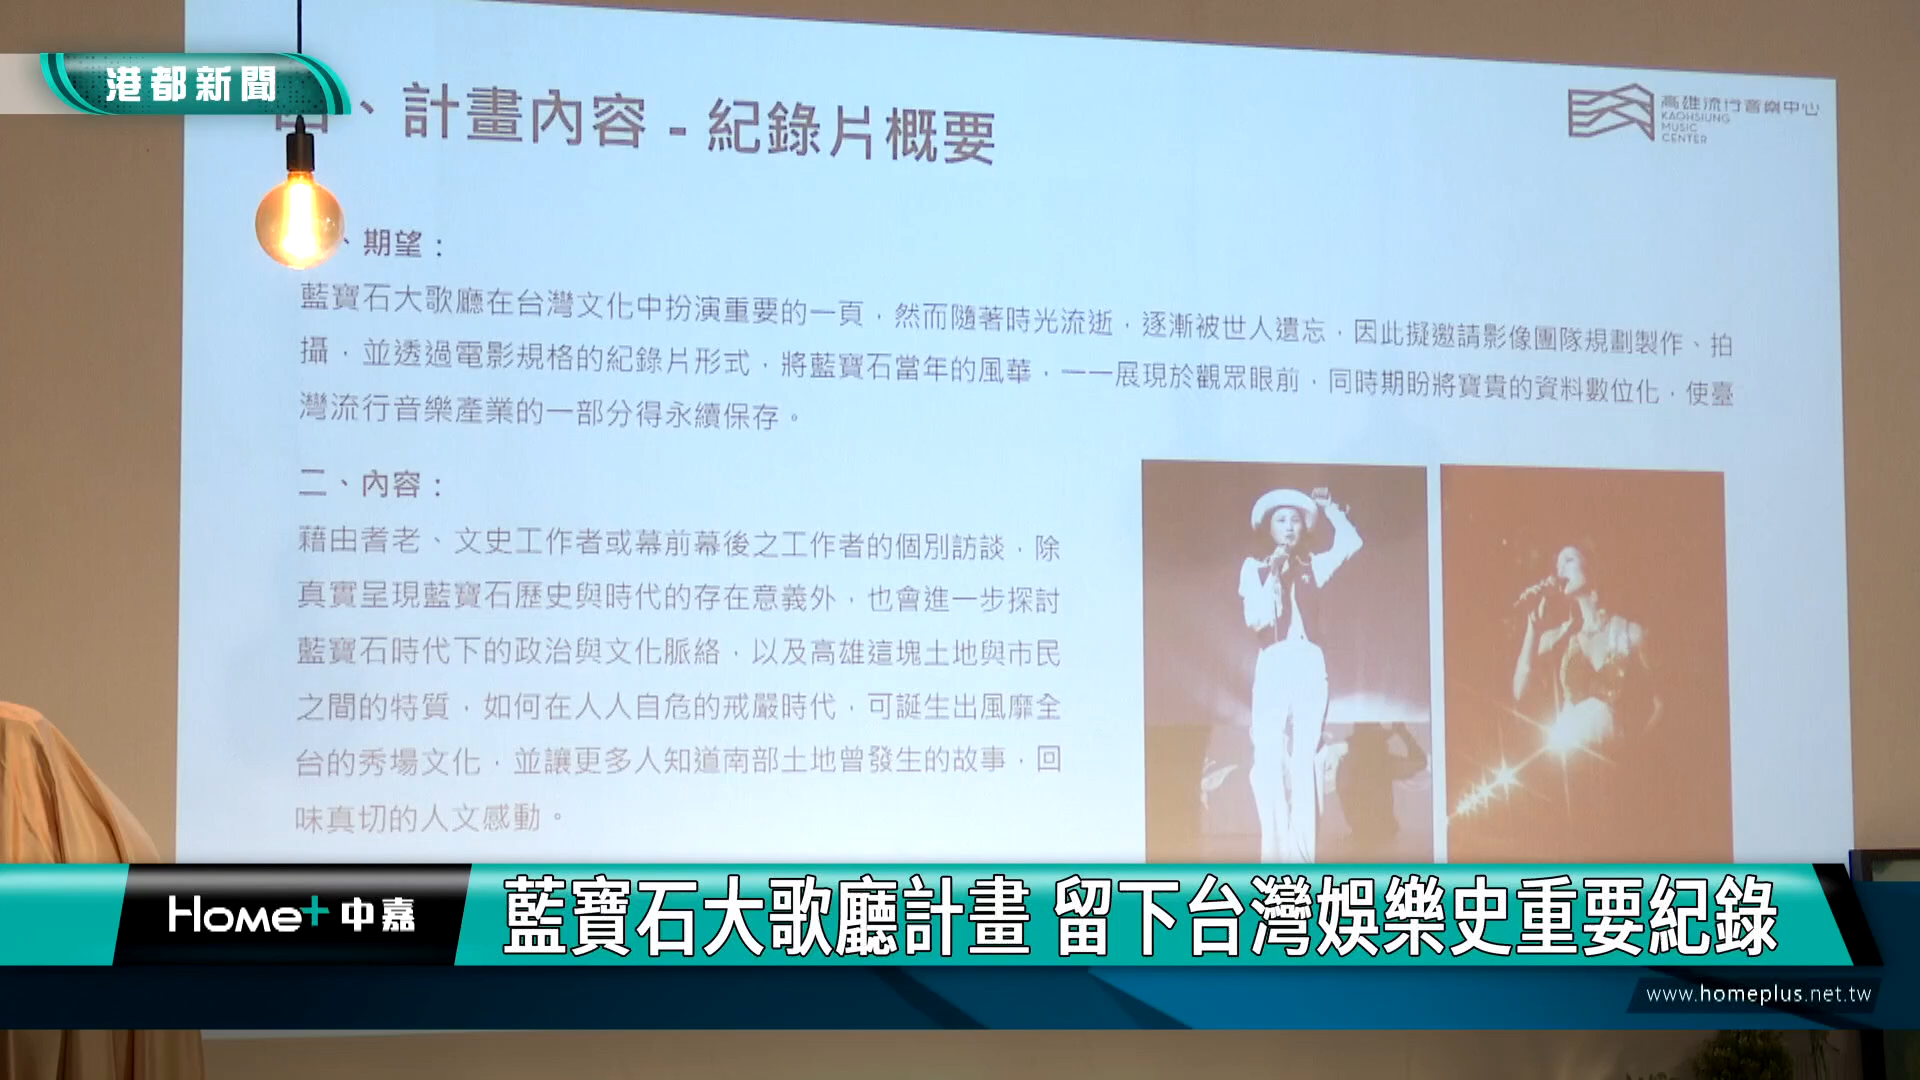 港都新聞
、計畫內容 - 紀錄片概要
高雄流行音樂中心
KAOHSIUNG
MUSIC
CENTER
、期望：
藍寶石大歌廳在台灣文化中扮演重要的一頁，然而隨著時光流逝，逐漸被世人遺忘，因此擬邀請影像團隊規劃製作、拍
攝，並透過電影規格的紀錄片形式，將藍寶石當年的風華，一一展現於觀眾眼前，同時期盼將寶貴的資料數位化，使臺
灣流行音樂產業的一部分得永續保存。
二、內容：
藉由耆老、文史工作者或幕前幕後之工作者的個別訪談，除
真實呈現藍寶石歷史與時代的存在意義外，也會進一步探討
藍寶石時代下的政治與文化脈絡，以及高雄這塊土地與市民
之間的特質，如何在人人自危的戒嚴時代，可誕生出風靡全
台的秀場文化，並讓更多人知道南部土地曾發生的故事，回
味真切的人文感動。
Home+ 中嘉
藍寶石大歌廳計畫 留下台灣娛樂史重要紀錄
www.homeplus.net.tw